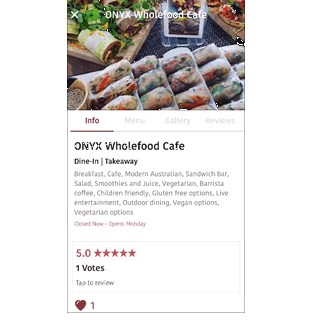 ONYX Wholefood Cafe
Info Menu Gallery Reviews
ONYX Wholefood Cafe
Dine-In | Takeaway
Breakfast, Cafe, Modern Australian, Sandwich bar,
Salad, Smoothies and Juice, Vegetarian, Barrista
coffee, Children friendly, Gluten free options, Live
entertainment, Outdoor dining, Vegan options,
Vegetarian options
Closed Now - Opens Monday
5.0 ★★★★★
1 Votes
Tap to review
1